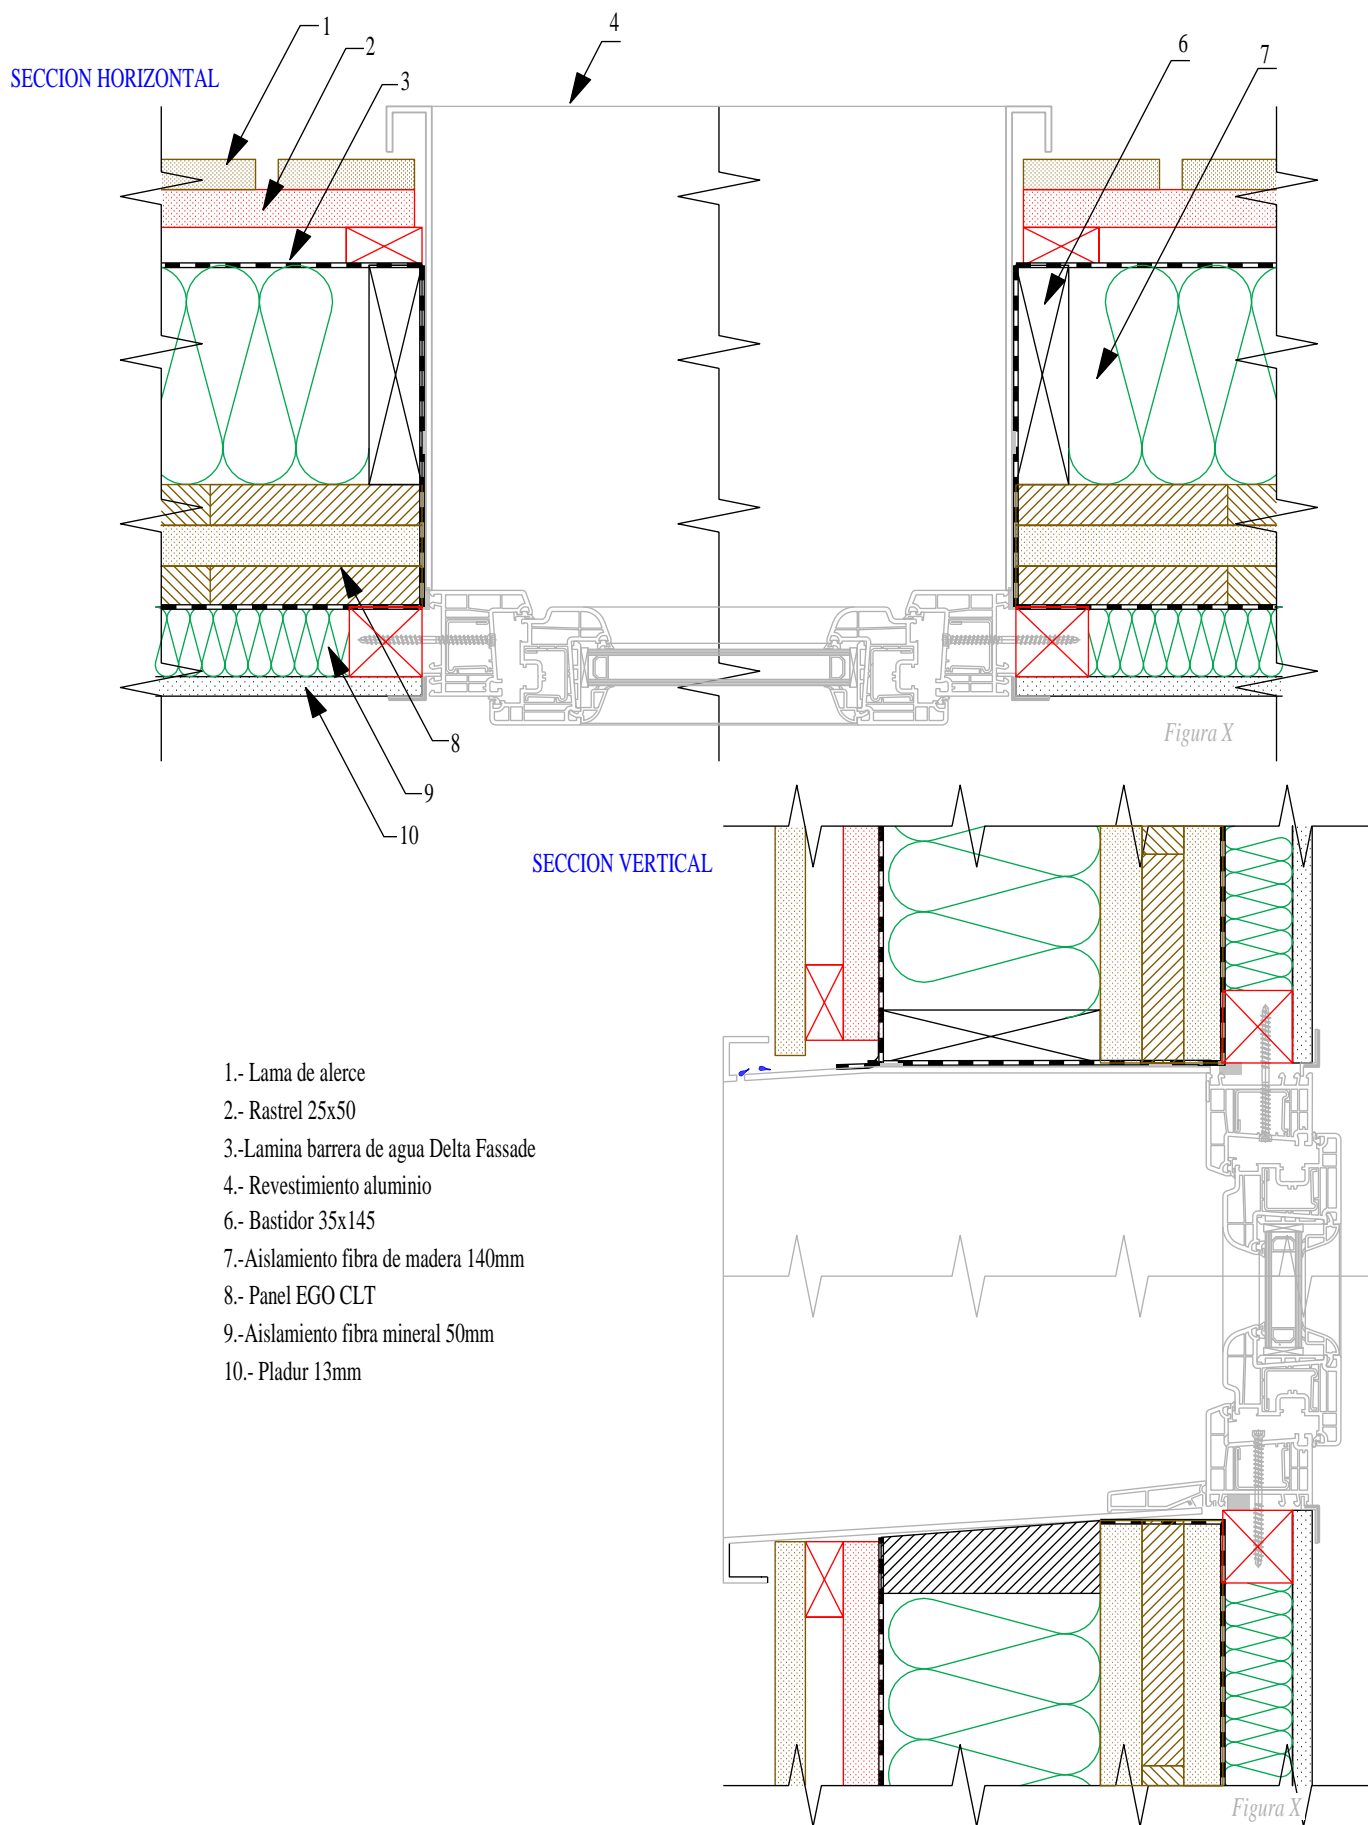 1
4
2
6
SECCION HORIZONTAL
3
7
Figura X
8
9
10
SECCION VERTICAL
1.- Lama de alerce
2.- Rastrel 25x50
3.-Lamina barrera de agua Delta Fassade
4.- Revestimiento aluminio
6.- Bastidor 35x145
7.-Aislamiento fibra de madera 140mm
8.- Panel EGO CLT
9.-Aislamiento fibra mineral 50mm
10.- Pladur 13mm
Figura X